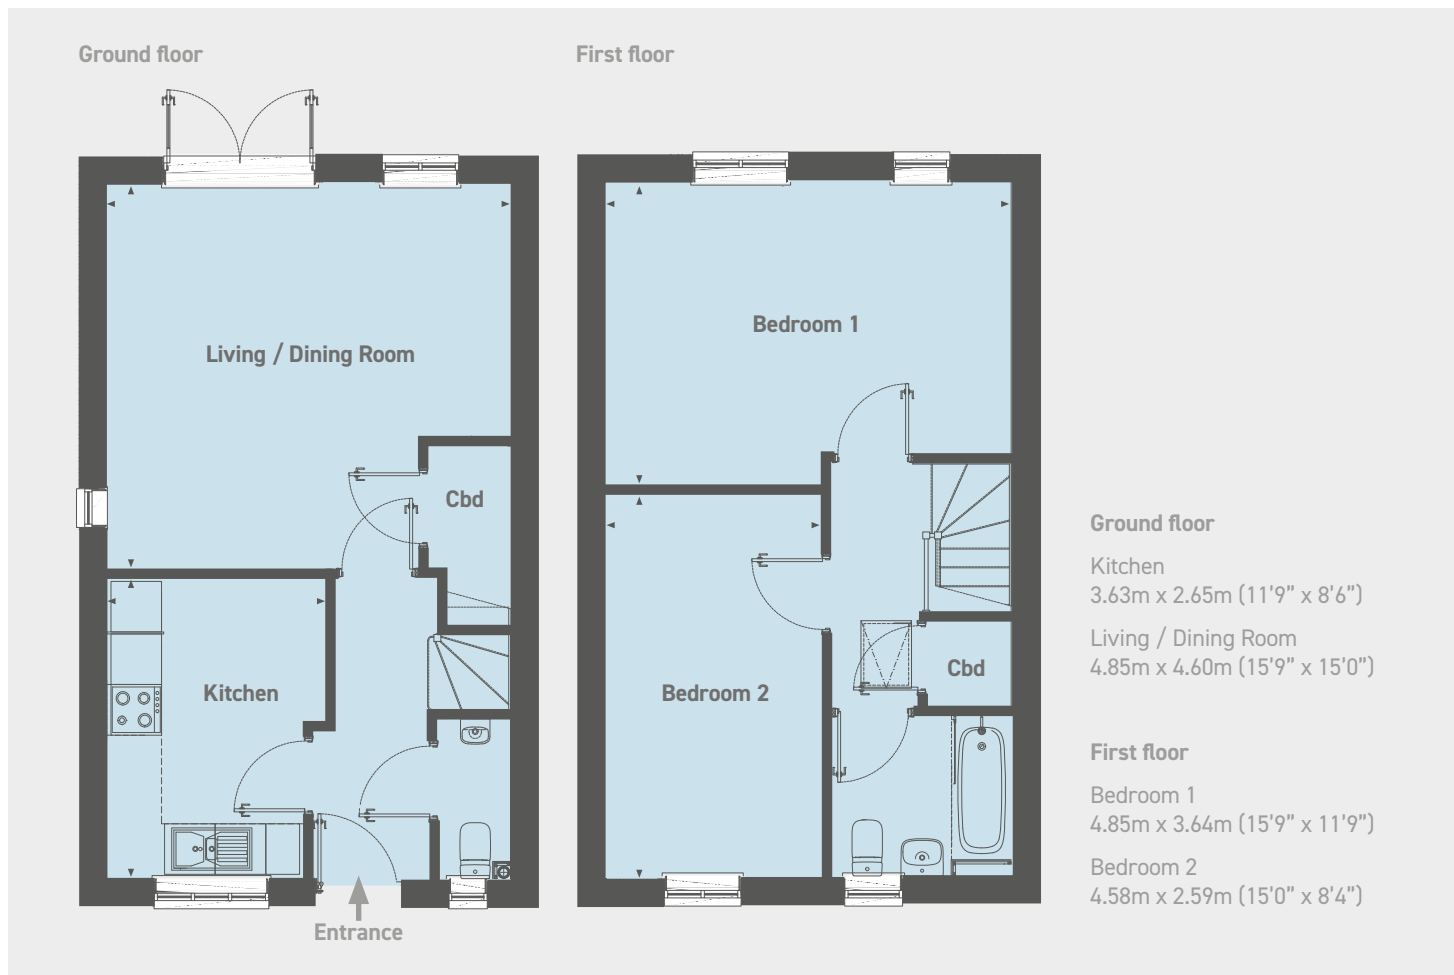 Ground floor
First floor
Living / Dining Room
Cbd
Kitchen
Entrance
Bedroom 1
Bedroom 2
Cbd
Ground floor
Kitchen
3.63m x 2.65m (11’9” x 8’6”)
Living / Dining Room
4.85m x 4.60m (15’9” x 15’0”)
First floor
Bedroom 1
4.85m x 3.64m (15’9” x 11’9”)
Bedroom 2
4.58m x 2.59m (15’0” x 8’4”)